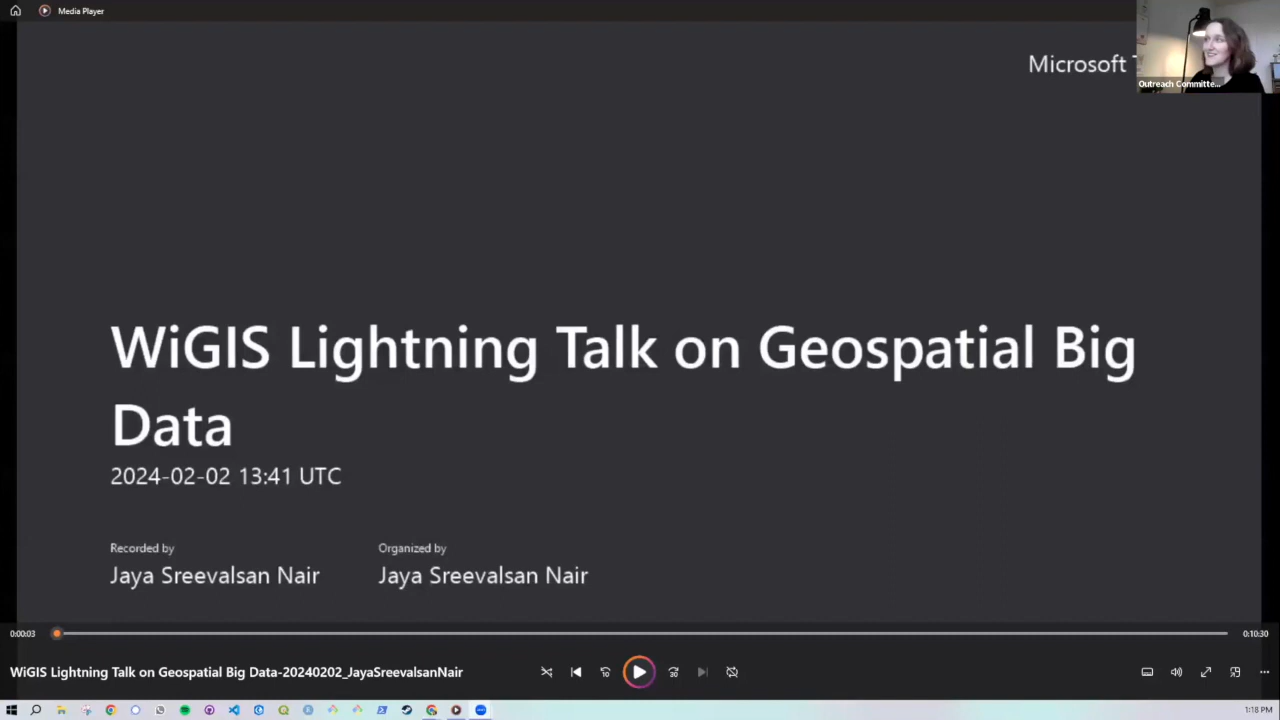 Media Player
Microsoft
Outreach Committe...
WiGIS Lightning Talk on Geospatial Big
Data
2024-02-02 13:41 UTC
Recorded by
Organized by
Jaya Sreevalsan Nair
Jaya Sreevalsan Nair
0:00:03
0:10:30
WiGIS Lightning Talk on Geospatial Big Data-20240202_JayaSreevalsanNair
10
30
1:18 PM